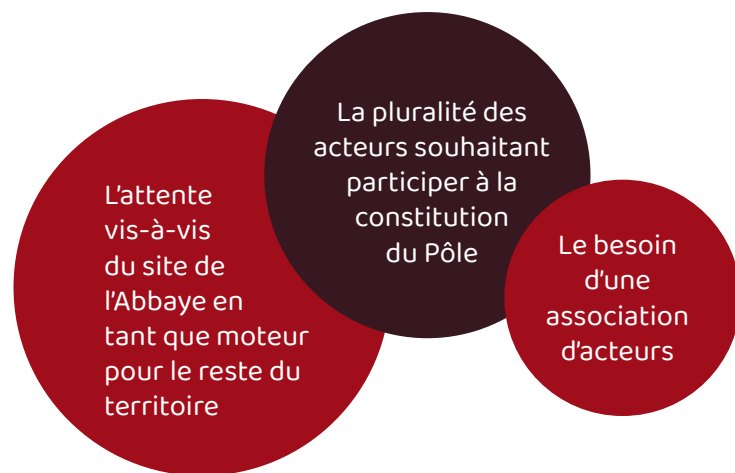 L'attente
vis-à-vis
du site de
l'Abbaye en
tant que moteur
pour le reste du
territoire
La pluralité des
acteurs souhaitant
participer à la
constitution
du Pôle
Le besoin
d'une
association
d'acteurs